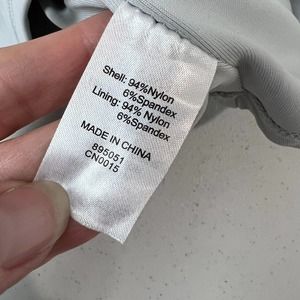 Shell: 94%Nylon
6%Spandex
Lining: 94% Nylon
6%Spandex
MADE IN CHINA
895051
CN0015